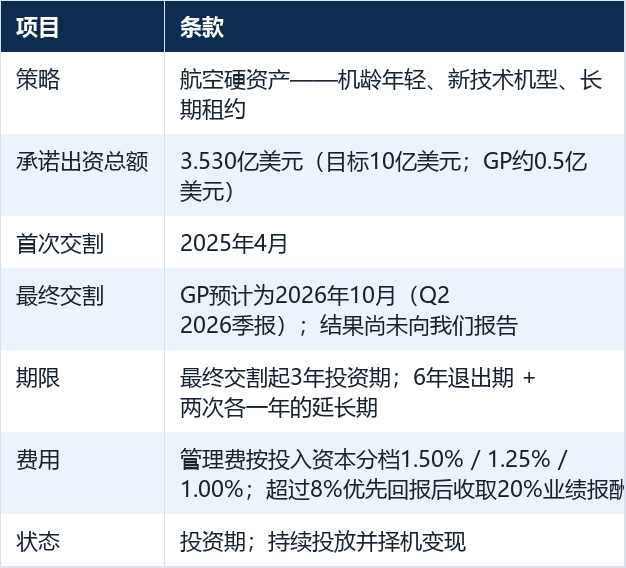 项目 条款
策略 航空硬资产——机龄年轻、新技术机型、长
期租约
承诺出资总额 3.530亿美元（目标10亿美元；GP约0.5亿
美元）
首次交割 2025年4月
最终交割 GP预计为2026年10月（Q2
2026季报）；结果尚未向我们报告
期限 最终交割起3年投资期；6年退出期 +
两次各一年的延长期
费用 管理费按投入资本分档1.50% / 1.25% /
1.00%；超过8%优先回报后收取20%业绩报酬
状态 投资期；持续投放并择机变现